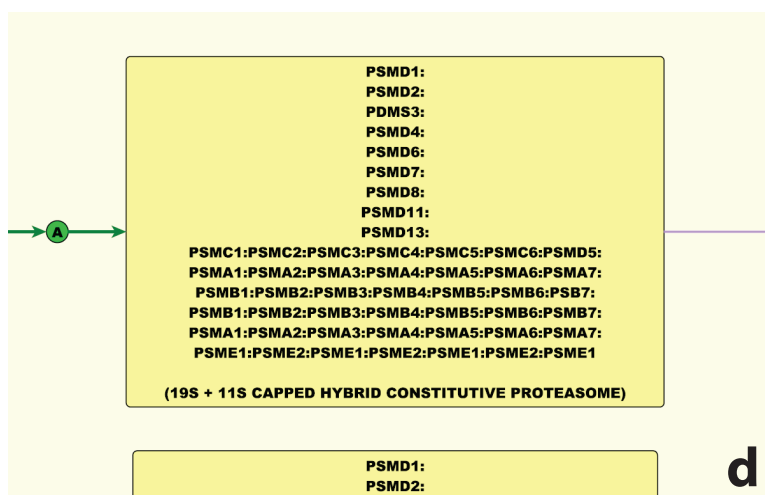 PSMD1:
PSMD2:
PDMS3:
PSMD4:
PSMD6:
PSMD7:
PSMD8:
PSMD11:
PSMD13:
A
PSMC1:PSMC2:PSMC3:PSMC4:PSMC5:PSMC6:PSMD5:
PSMA1:PSMA2:PSMA3:PSMA4:PSMA5:PSMA6:PSMA7:
PSMB1:PSMB2:PSMB3:PSMB4:PSMB5:PSMB6:PSB7:
PSMB1:PSMB2:PSMB3:PSMB4:PSMB5:PSMB6:PSMB7:
PSMA1:PSMA2:PSMA3:PSMA4:PSMA5:PSMA6:PSMA7:
PSME1:PSME2:PSME1:PSME2:PSME1:PSME2:PSME1
(19S + 11S CAPPED HYBRID CONSTITUTIVE PROTEASOME)
PSMD1:
PSMD2:
d